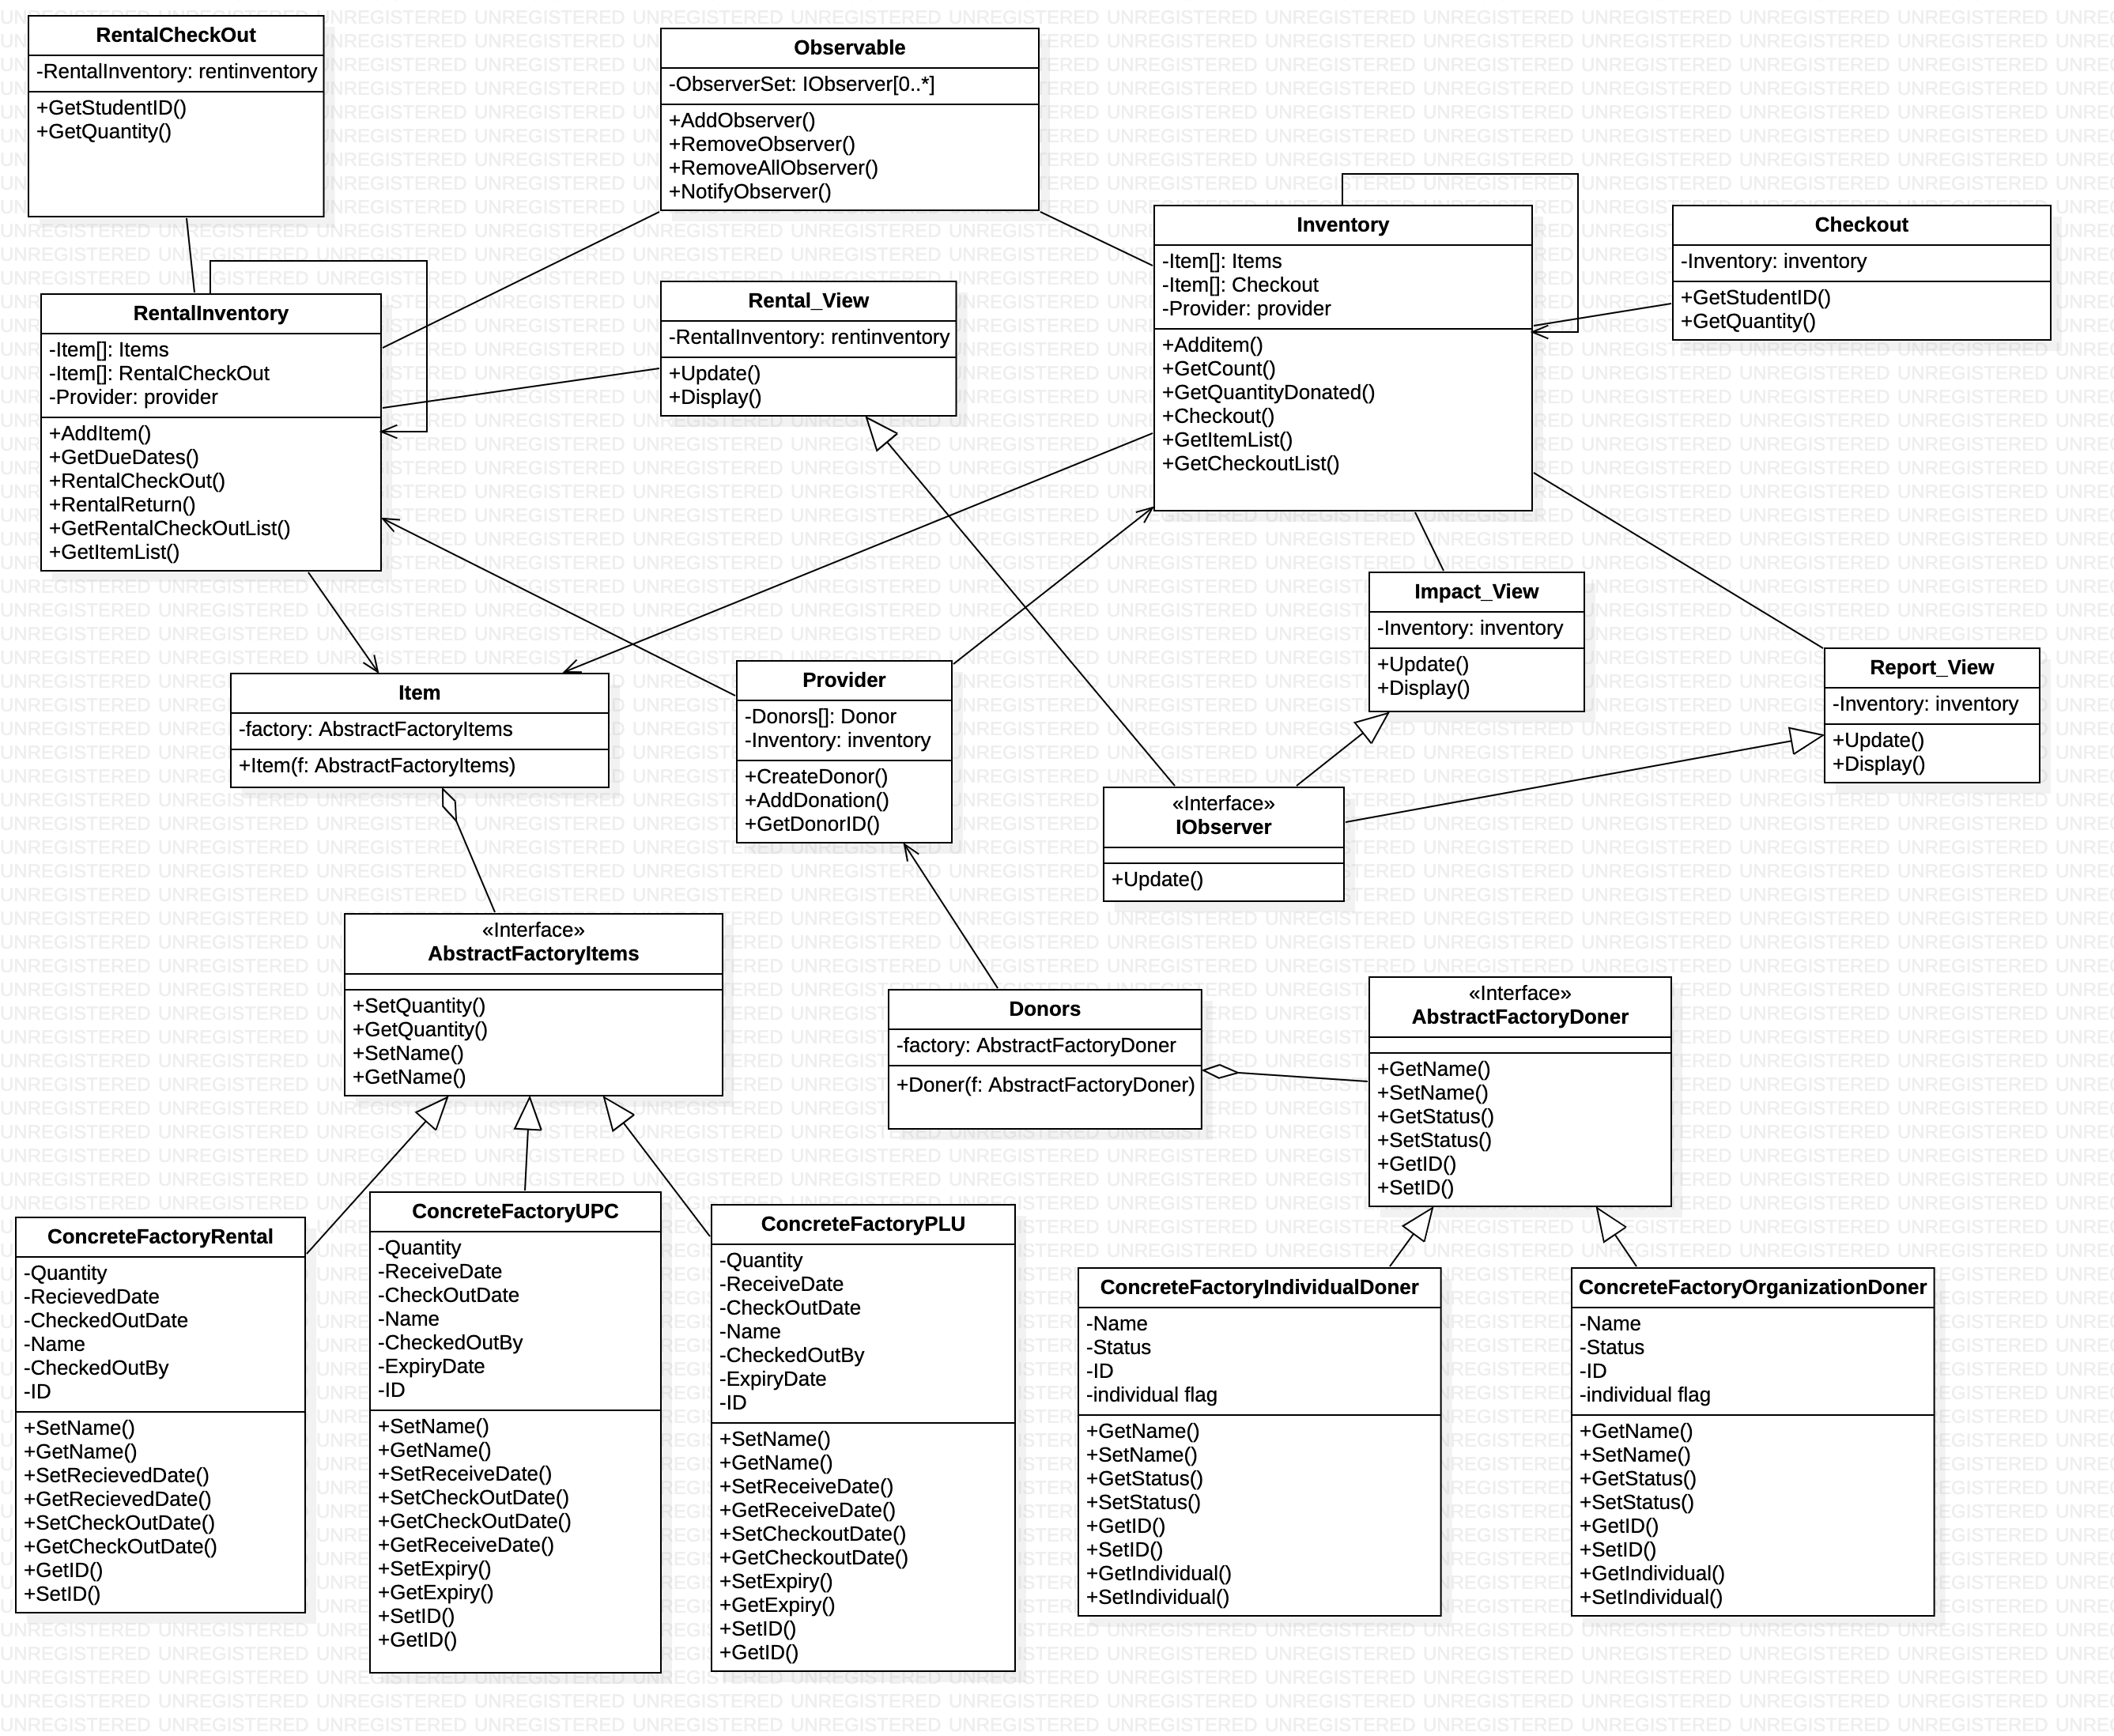 RentalCheckOut
-RentalInventory: rentinventory
+GetStudentID()
+GetQuantity()
Observable
-ObserverSet: IObserver[0..*]
+AddObserver()
+RemoveObserver()
+RemoveAllObserver()
+NotifyObserver()
Inventory
-Item[]: Items
-Item[]: Checkout
-Provider: provider
+Additem()
+GetCount()
+GetQuantityDonated()
+Checkout()
+GetItemList()
+GetCheckoutList()
Checkout
-Inventory: inventory
+GetStudentID()
+GetQuantity()
RentalInventory
-Item[]: Items
-Item[]: RentalCheckOut
-Provider: provider
+AddItem()
+GetDueDates()
+RentalCheckOut()
+RentalReturn()
+GetRentalCheckOutList()
+GetItemList()
Rental_View
-RentalInventory: rentinventory
+Update()
+Display()
Impact_View
-Inventory: inventory
+Update()
+Display()
Report_View
-Inventory: inventory
+Update()
+Display()
Item
-factory: AbstractFactoryItems
+Item(f: AbstractFactoryItems)
Provider
-Donors[]: Donor
-Inventory: inventory
+CreateDonor()
+AddDonation()
+GetDonorID()
«Interface»
IObserver
+Update()
«Interface»
AbstractFactoryItems
+SetQuantity()
+GetQuantity()
+SetName()
+GetName()
Donors
-factory: AbstractFactoryDoner
+Doner(f: AbstractFactoryDoner)
«Interface»
AbstractFactoryDoner
+GetName()
+SetName()
+GetStatus()
+SetStatus()
+GetID()
+SetID()
ConcreteFactoryRental
-Quantity
-RecievedDate
-CheckedOutDate
-Name
-CheckedOutBy
-ID
+SetName()
+GetName()
+SetRecievedDate()
+GetRecievedDate()
+SetCheckOutDate()
+GetCheckOutDate()
+GetID()
+SetID()
ConcreteFactoryUPC
-Quantity
-ReceiveDate
-CheckOutDate
-Name
-CheckedOutBy
-ExpiryDate
-ID
+SetName()
+GetName()
+SetReceiveDate()
+SetCheckOutDate()
+GetCheckOutDate()
+GetReceiveDate()
+SetExpiry()
+GetExpiry()
+SetID()
+GetID()
ConcreteFactoryPLU
-Quantity
-ReceiveDate
-CheckOutDate
-Name
-CheckedOutBy
-ExpiryDate
-ID
+SetName()
+GetName()
+SetReceiveDate()
+GetReceiveDate()
+SetCheckoutDate()
+GetCheckoutDate()
+SetExpiry()
+GetExpiry()
+SetID()
+GetID()
ConcreteFactoryIndividualDoner
-Name
-Status
-ID
-individual flag
+GetName()
+SetName()
+GetStatus()
+SetStatus()
+GetID()
+SetID()
+GetIndividual()
+SetIndividual()
ConcreteFactoryOrganizationDoner
-Name
-Status
-ID
-individual flag
+GetName()
+SetName()
+GetStatus()
+SetStatus()
+GetID()
+SetID()
+GetIndividual()
+SetIndividual()
UNREGISTERED